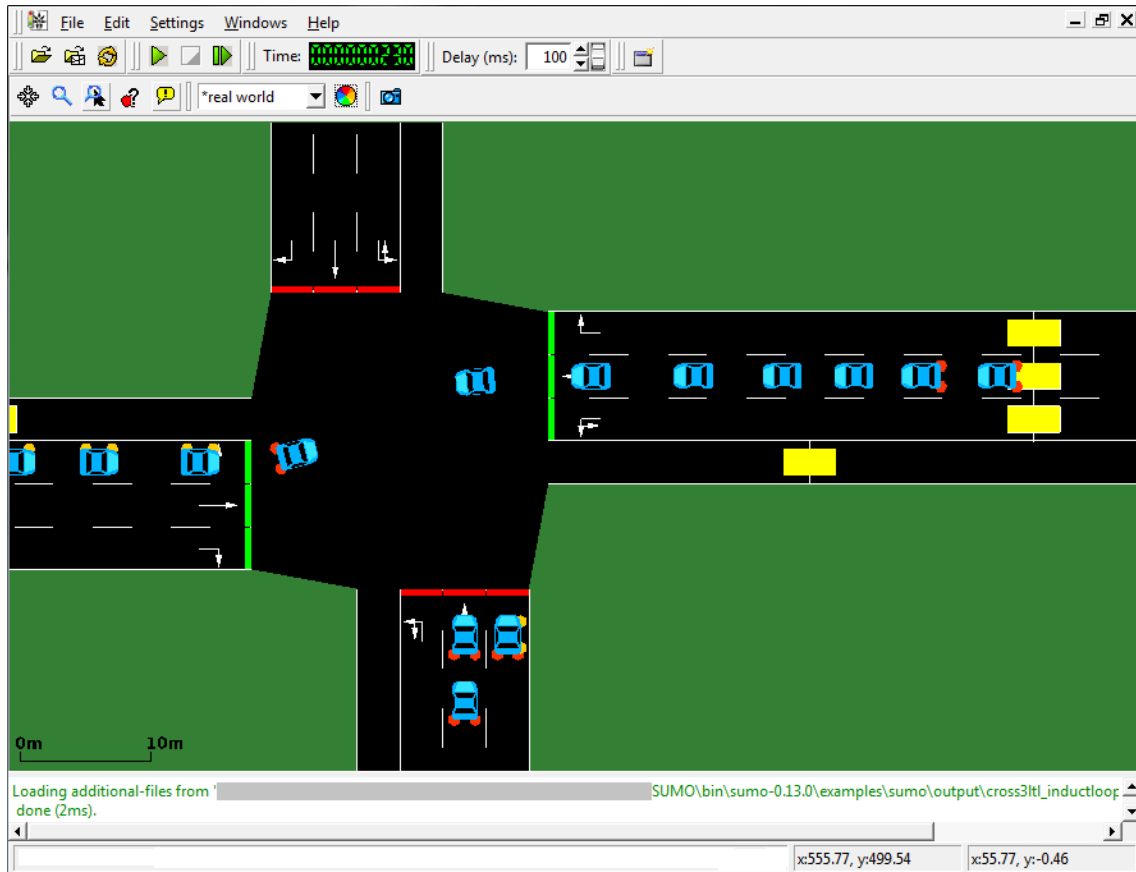 File Edit Settings Windows Help
Time: 00000000230 Delay (ms): 100
*real world
0m 10m
Loading additional-files from ' SUMO\bin\sumo-0.13.0\examples\sumo\output\cross3ltl_inductloop
done (2ms).
x:555.77, y:499.54 x:55.77, y:-0.46